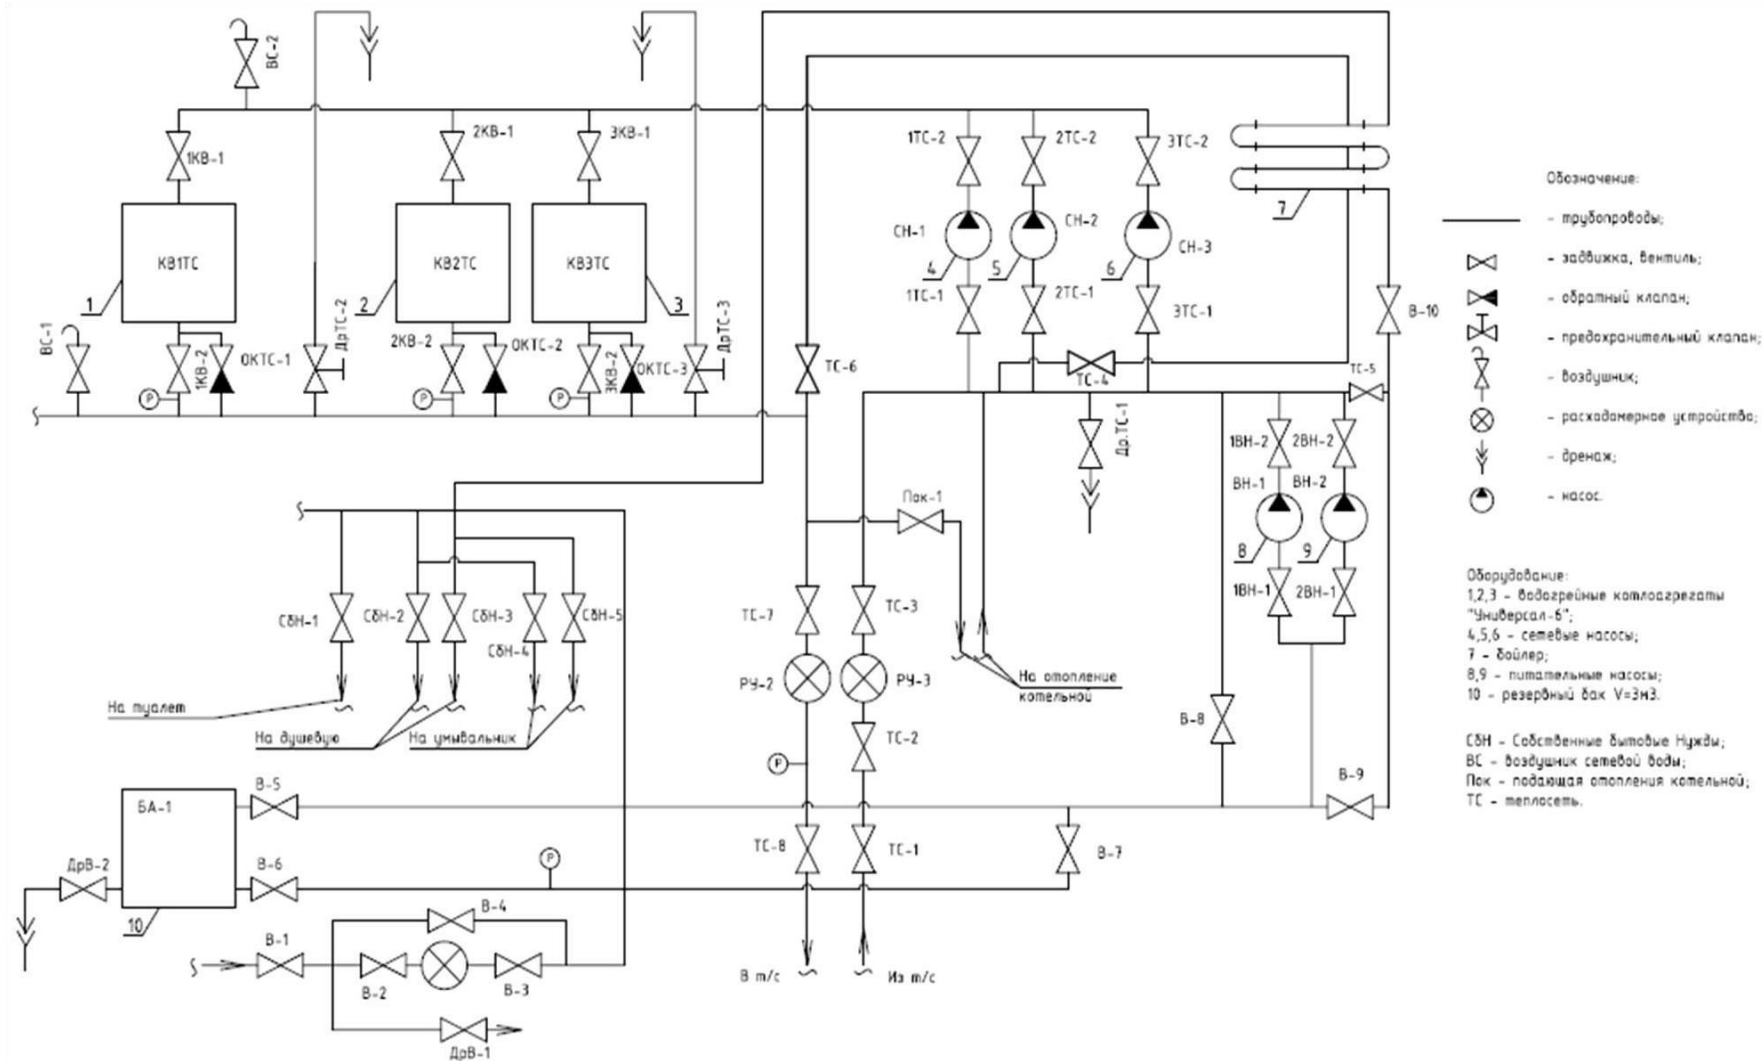 ВС-2
1КВ-1
2КВ-1
3КВ-1
1ТС-2
2ТС-2
3ТС-2
КВ1ТС
КВ2ТС
КВ3ТС
СН-1
СН-2
СН-3
1
2
3
4
5
6
7
1ТС-1
2ТС-1
3ТС-1
В-10
ВС-1
1КВ-2
ОКТС-1
ДрТС-2
2КВ-2
ОКТС-2
3КВ-2
ОКТС-3
ДрТС-3
ТС-6
ТС-4
ТС-5
Р
Р
Р
Др.ТС-1
1ВН-2
2ВН-2
ВН-1
ВН-2
8
9
1ВН-1
2ВН-1
Пок-1
СбН-1
СбН-2
СбН-3
СбН-4
СбН-5
ТС-7
ТС-3
РУ-2
РУ-3
На отопление
котельной
На туалет
На душевую
На умывальник
ТС-2
В-8
Р
В-9
БА-1
В-5
ДрВ-2
В-6
Р
ТС-8
ТС-1
В-7
10
В-4
В-1
В-2
В-3
ДрВ-1
В т/с
Из т/с
Обозначение:
- трубопроводы;
- задвижка, вентиль;
- обратный клапан;
- предохранительный клапан;
- воздушник;
- расходомерное устройство;
- дренаж;
- насос.
Оборудование:
1,2,3 - водогрейные котлоагрегаты
"Универсал-6";
4,5,6 - сетевые насосы;
7 - бойлер;
8,9 - питательные насосы;
10 - резервный бак V=3м3.
СбН - Собственные бытовые Нужды;
ВС - воздушник сетевой воды;
Пок - подающая отопления котельной;
ТС - теплосеть.